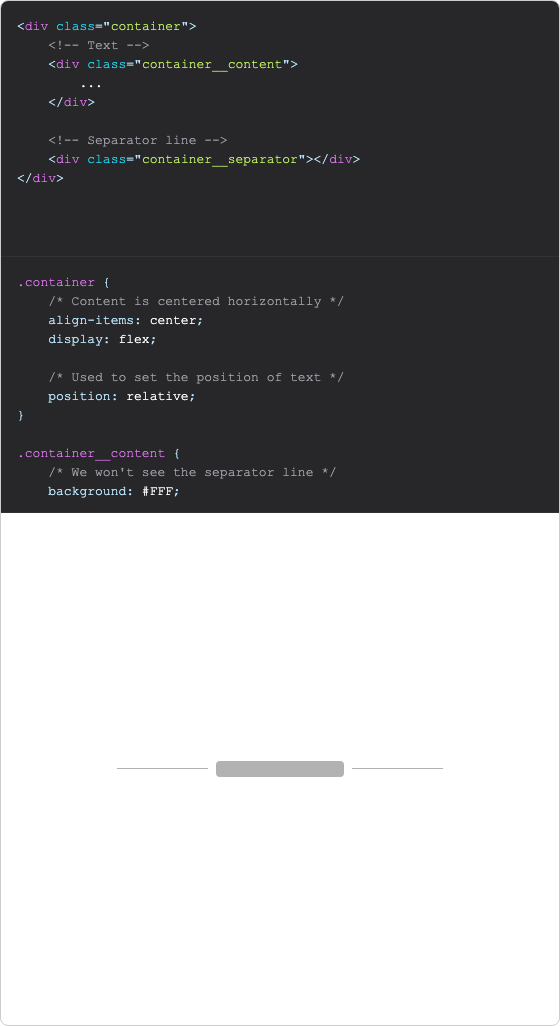 <div class="container">
    <!-- Text -->
    <div class="container__content">
        ...
    </div>

    <!-- Separator line -->
    <div class="container__separator"></div>
</div>

.container {
    /* Content is centered horizontally */
    align-items: center;
    display: flex;

    /* Used to set the position of text */
    position: relative;
}

.container__content {
    /* We won't see the separator line */
    background: #FFF;